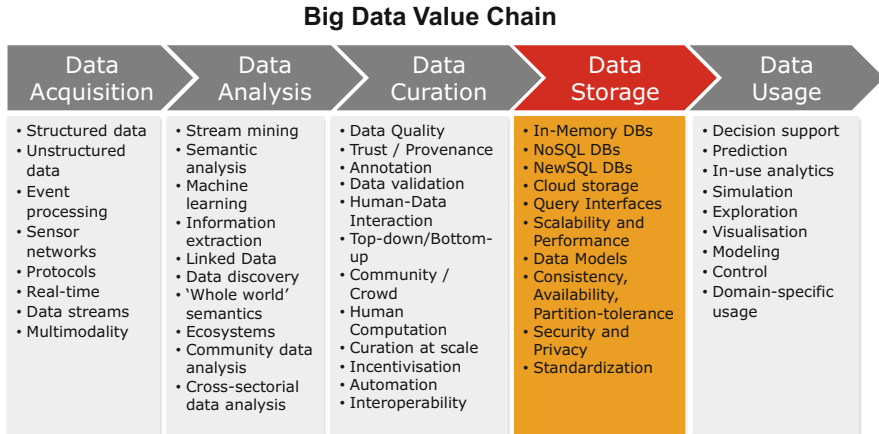 Big Data Value Chain
Data
Acquisition
Data
Analysis
Data
Curation
Data
Storage
Data
Usage
• Structured data
• Unstructured
data
• Event
processing
• Sensor
networks
• Protocols
• Real-time
• Data streams
• Multimodality
• Stream mining
• Semantic
analysis
• Machine
learning
• Information
extraction
• Linked Data
• Data discovery
• ‘Whole world’
semantics
• Ecosystems
• Community data
analysis
• Cross-sectorial
data analysis
• Data Quality
• Trust / Provenance
• Annotation
• Data validation
• Human-Data
Interaction
• Top-down/Bottom-
up
• Community /
Crowd
• Human
Computation
• Curation at scale
• Incentivisation
• Automation
• Interoperability
• In-Memory DBs
• NoSQL DBs
• NewSQL DBs
• Cloud storage
• Query Interfaces
• Scalability and
Performance
• Data Models
• Consistency,
Availability,
Partition-tolerance
• Security and
Privacy
• Standardization
• Decision support
• Prediction
• In-use analytics
• Simulation
• Exploration
• Visualisation
• Modeling
• Control
• Domain-specific
usage